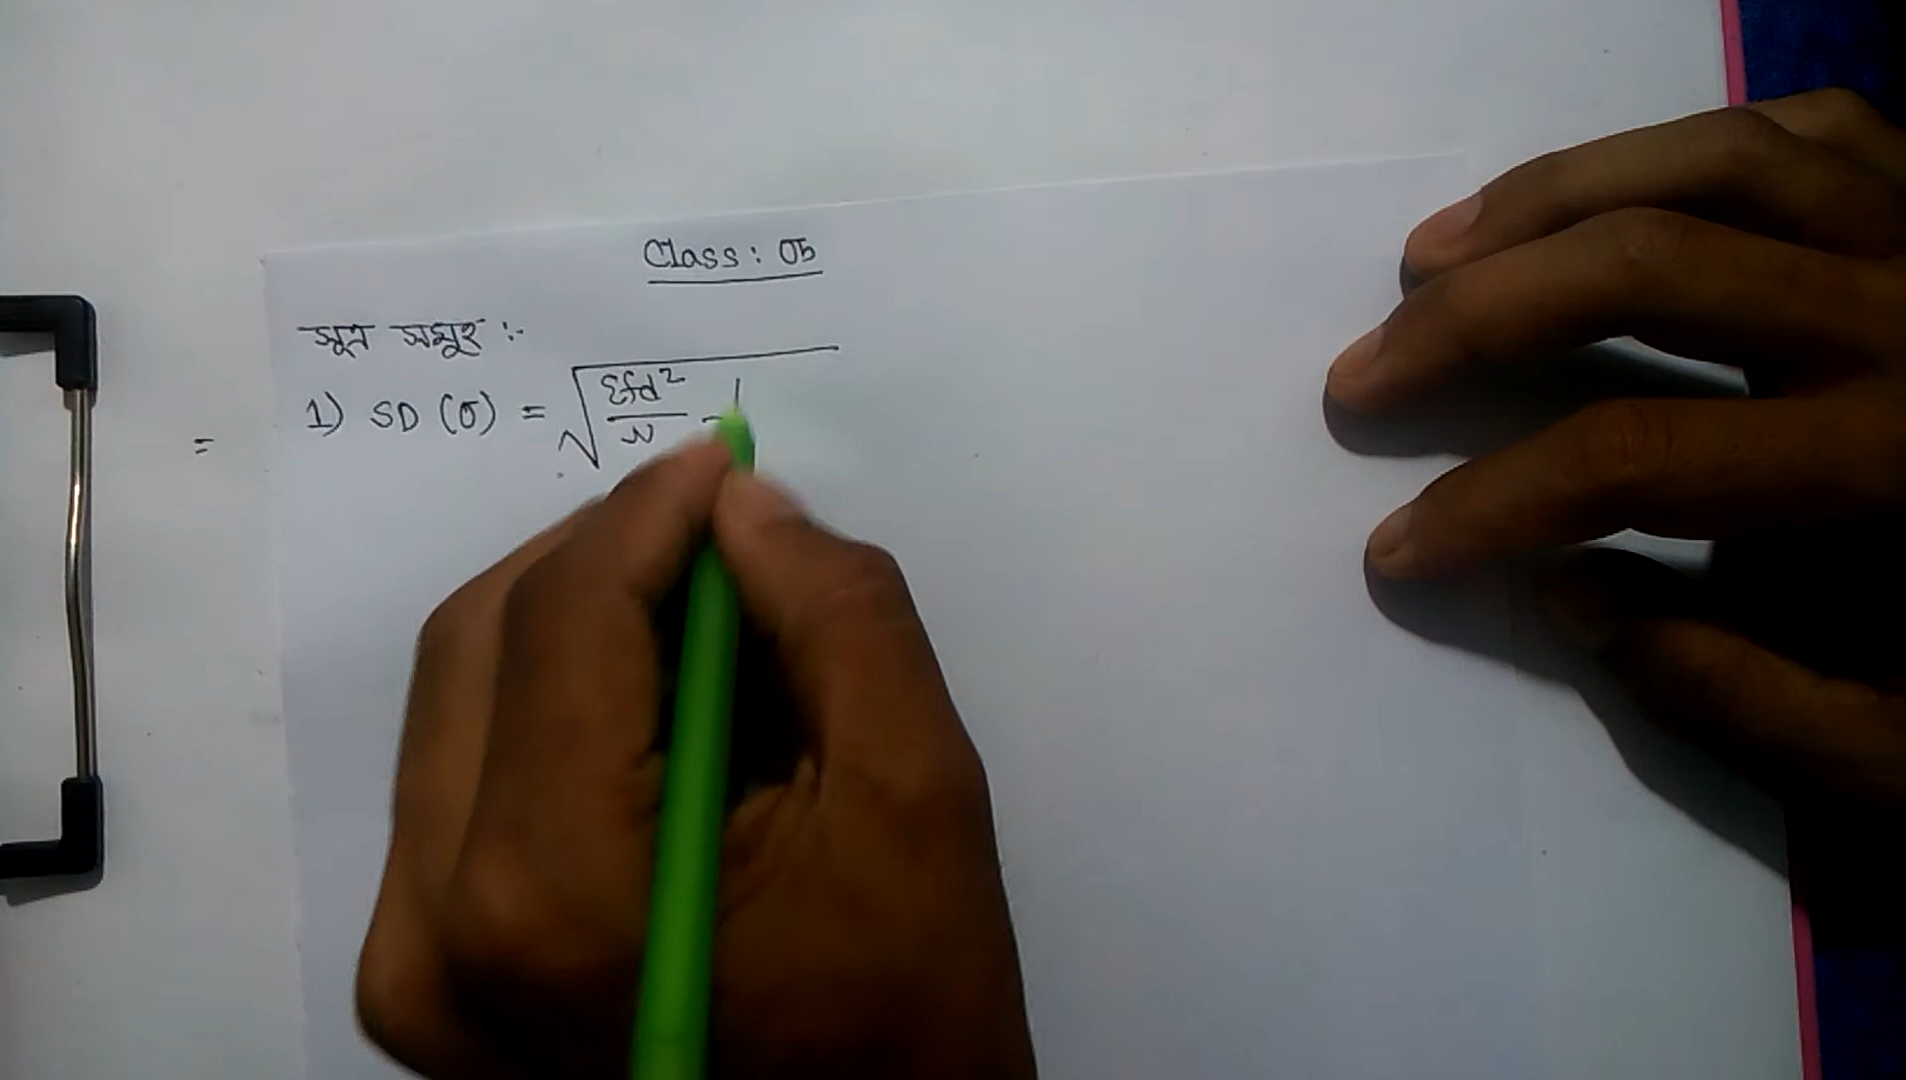 Class: 05
সূত্র সমূহ :-
1) SD (σ) = √ Σfd² / N -
=